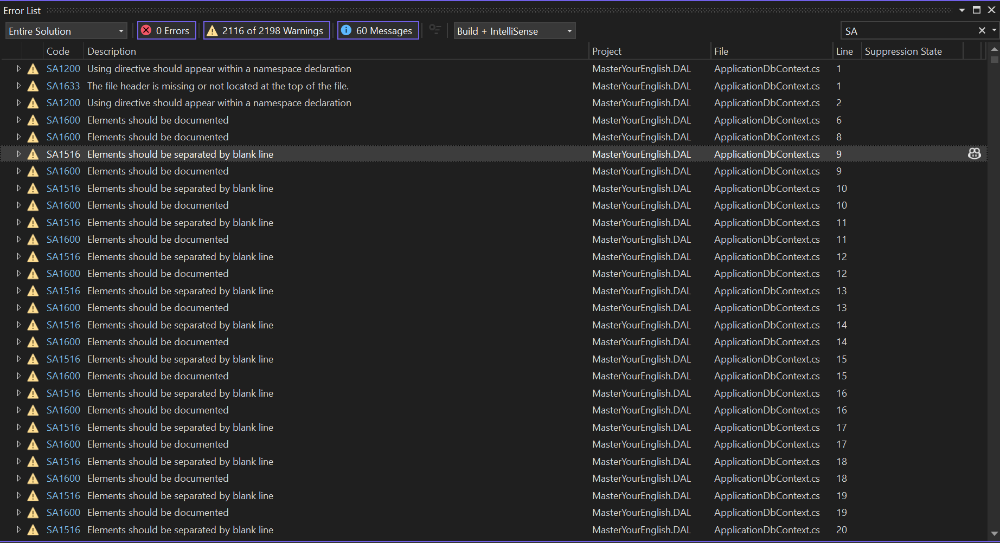 Error List
Entire Solution 0 Errors 2116 of 2198 Warnings 60 Messages Build + IntelliSense SA
Code Description Project File Line Suppression State
SA1200 Using directive should appear within a namespace declaration MasterYourEnglish.DAL ApplicationDbContext.cs 1
SA1633 The file header is missing or not located at the top of the file. MasterYourEnglish.DAL ApplicationDbContext.cs 1
SA1200 Using directive should appear within a namespace declaration MasterYourEnglish.DAL ApplicationDbContext.cs 2
SA1600 Elements should be documented MasterYourEnglish.DAL ApplicationDbContext.cs 6
SA1600 Elements should be documented MasterYourEnglish.DAL ApplicationDbContext.cs 8
SA1516 Elements should be separated by blank line MasterYourEnglish.DAL ApplicationDbContext.cs 9
SA1600 Elements should be documented MasterYourEnglish.DAL ApplicationDbContext.cs 9
SA1516 Elements should be separated by blank line MasterYourEnglish.DAL ApplicationDbContext.cs 10
SA1600 Elements should be documented MasterYourEnglish.DAL ApplicationDbContext.cs 10
SA1516 Elements should be separated by blank line MasterYourEnglish.DAL ApplicationDbContext.cs 11
SA1600 Elements should be documented MasterYourEnglish.DAL ApplicationDbContext.cs 11
SA1516 Elements should be separated by blank line MasterYourEnglish.DAL ApplicationDbContext.cs 12
SA1600 Elements should be documented MasterYourEnglish.DAL ApplicationDbContext.cs 12
SA1516 Elements should be separated by blank line MasterYourEnglish.DAL ApplicationDbContext.cs 13
SA1600 Elements should be documented MasterYourEnglish.DAL ApplicationDbContext.cs 13
SA1516 Elements should be separated by blank line MasterYourEnglish.DAL ApplicationDbContext.cs 14
SA1600 Elements should be documented MasterYourEnglish.DAL ApplicationDbContext.cs 14
SA1516 Elements should be separated by blank line MasterYourEnglish.DAL ApplicationDbContext.cs 15
SA1600 Elements should be documented MasterYourEnglish.DAL ApplicationDbContext.cs 15
SA1516 Elements should be separated by blank line MasterYourEnglish.DAL ApplicationDbContext.cs 16
SA1600 Elements should be documented MasterYourEnglish.DAL ApplicationDbContext.cs 16
SA1516 Elements should be separated by blank line MasterYourEnglish.DAL ApplicationDbContext.cs 17
SA1600 Elements should be documented MasterYourEnglish.DAL ApplicationDbContext.cs 17
SA1516 Elements should be separated by blank line MasterYourEnglish.DAL ApplicationDbContext.cs 18
SA1600 Elements should be documented MasterYourEnglish.DAL ApplicationDbContext.cs 18
SA1516 Elements should be separated by blank line MasterYourEnglish.DAL ApplicationDbContext.cs 19
SA1600 Elements should be documented MasterYourEnglish.DAL ApplicationDbContext.cs 19
SA1516 Elements should be separated by blank line MasterYourEnglish.DAL ApplicationDbContext.cs 20